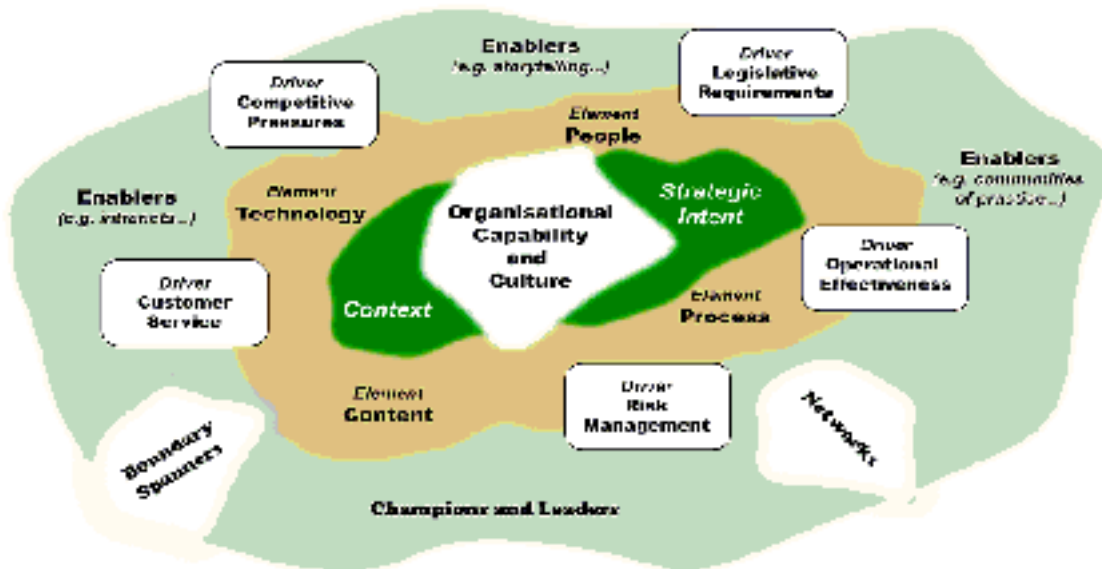 Enablers
(e.g. storytelling...)
Driver
Legislative
Requirements
Driver
Competitive
Pressures
Element
People
Enablers
(e.g. communities
of practice...)
Enablers
(e.g. intranets...)
Element
Technology
Strategic
Intent
Organisational
Capability
and
Culture
Driver
Operational
Effectiveness
Driver
Customer
Service
Context
Element
Process
Element
Content
Driver
Risk
Management
Boundary
Spanners
Networks
Champions and Leaders